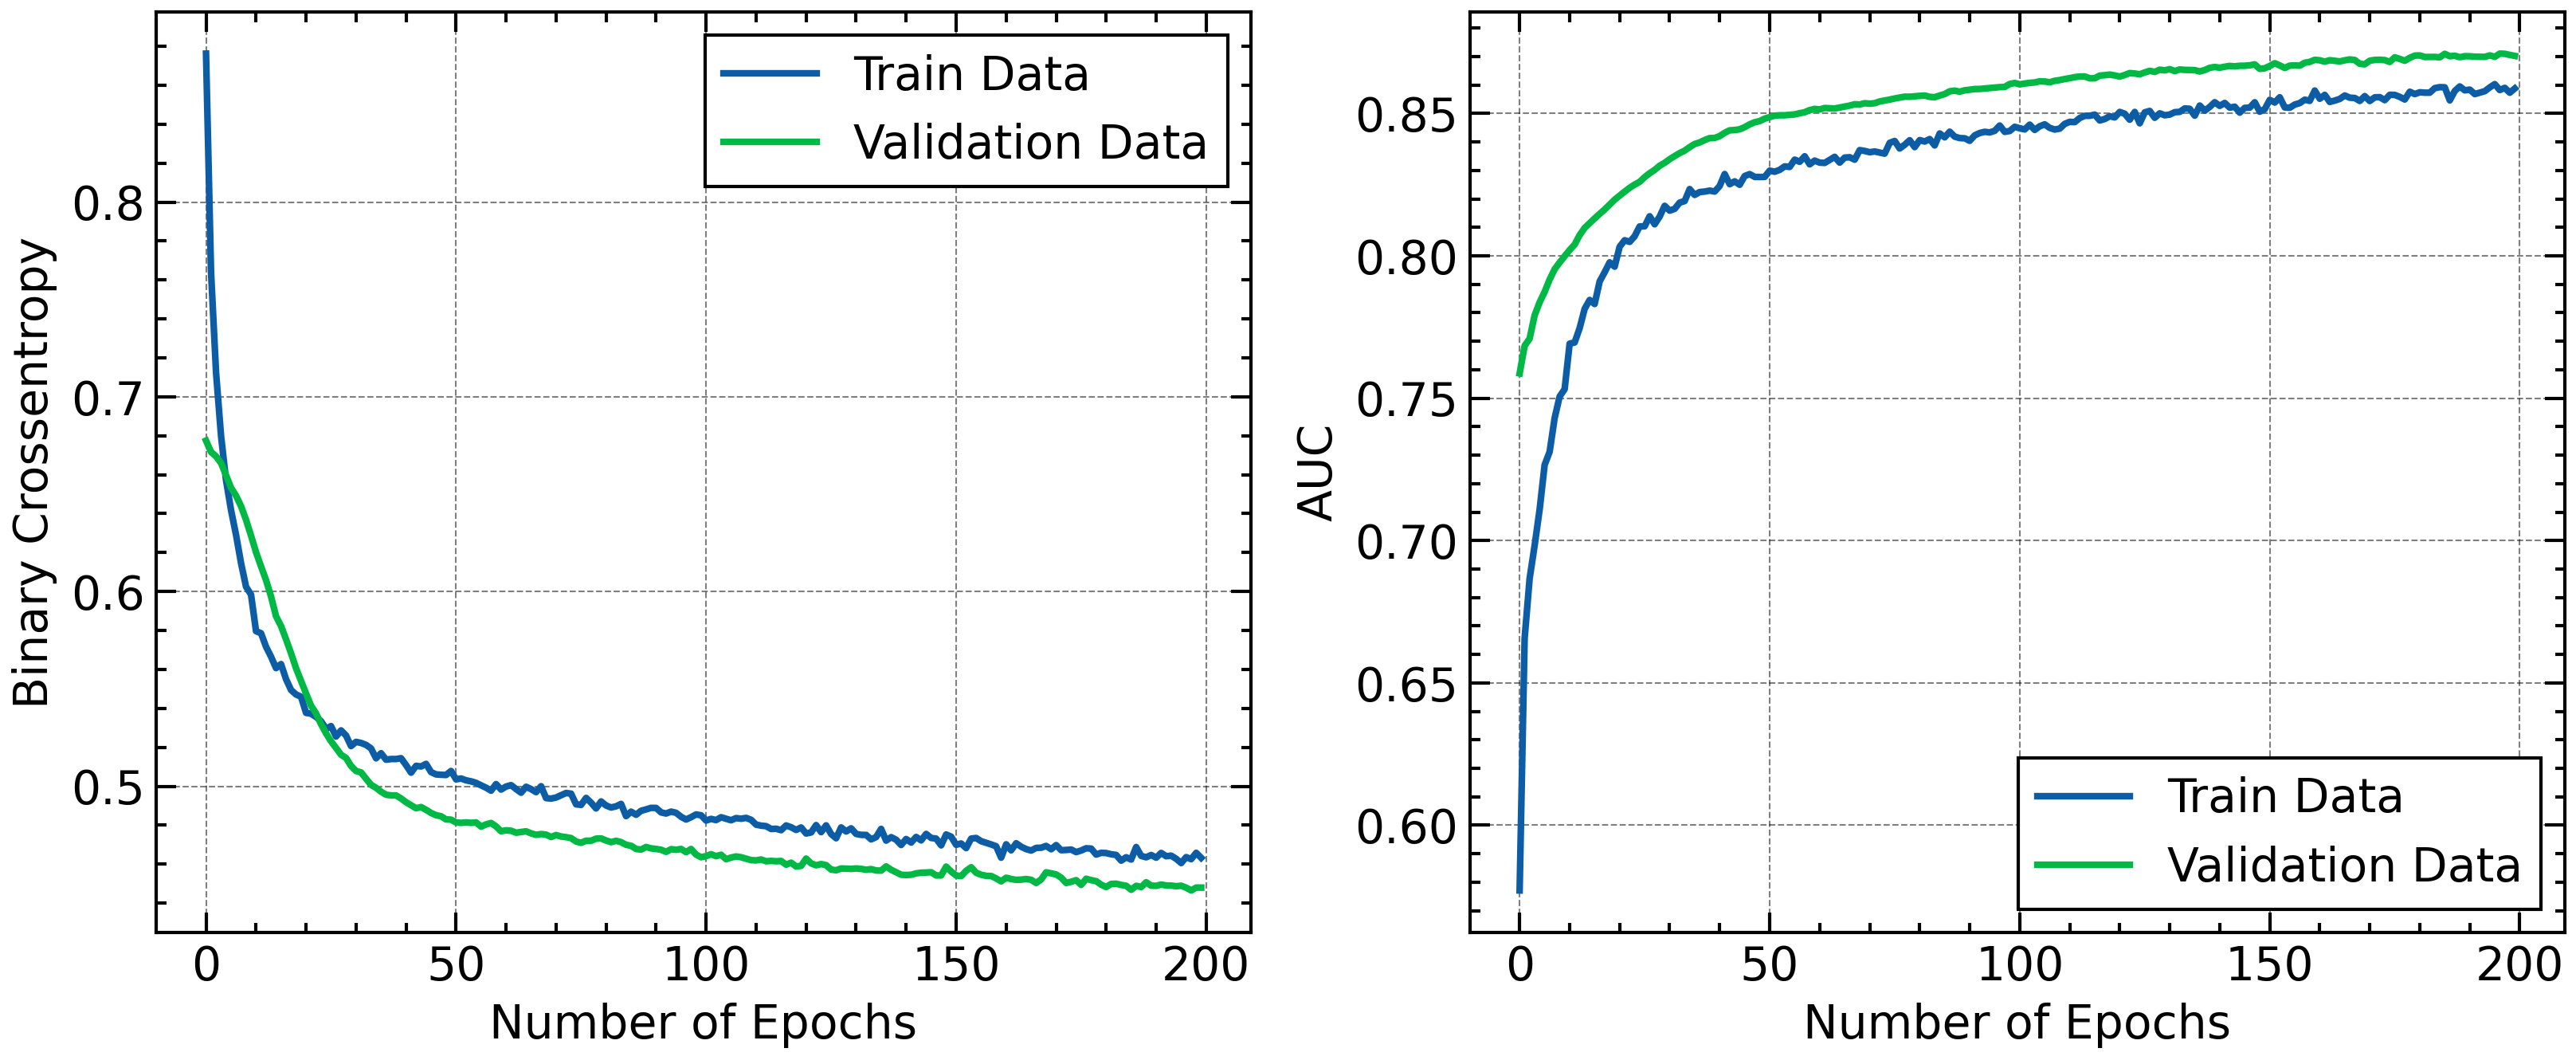 Train Data
Validation Data
0.8
0.7
0.6
0.5
Binary Crossentropy
0
50
100
150
200
Number of Epochs
0.85
0.80
0.75
0.70
0.65
0.60
AUC
Train Data
Validation Data
0
50
100
150
200
Number of Epochs